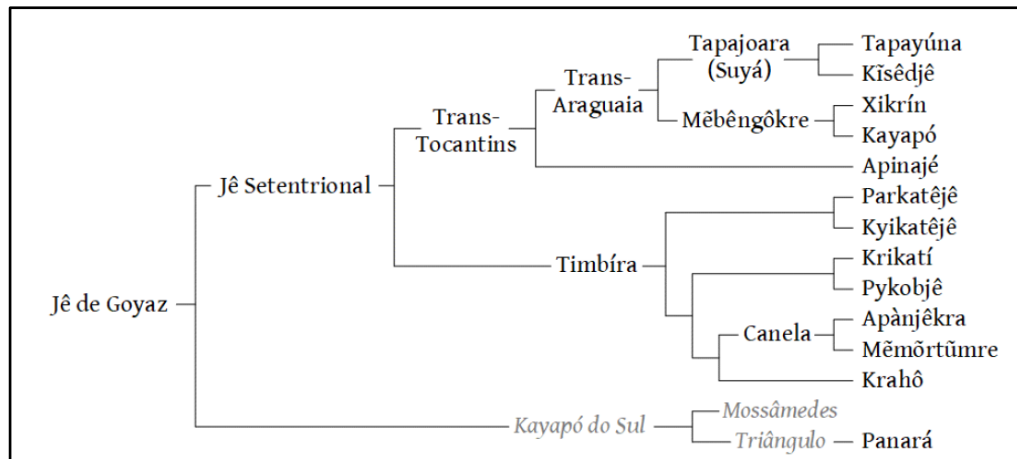 Tapajoara
(Suyá)
Tapayúna
Kĩsêdjê
Trans-
Araguaia
Xikrín
Mẽbêngôkre
Kayapó
Trans-
Tocantins
Apinajé
Jê Setentrional
Parkatêjê
Kyikatêjê
Timbíra
Krikatí
Pykobjê
Jê de Goyaz
Apànjêkra
Canela
Mẽmõrtũmre
Krahô
Kayapó do Sul
Mossâmedes
Triângulo
Panará